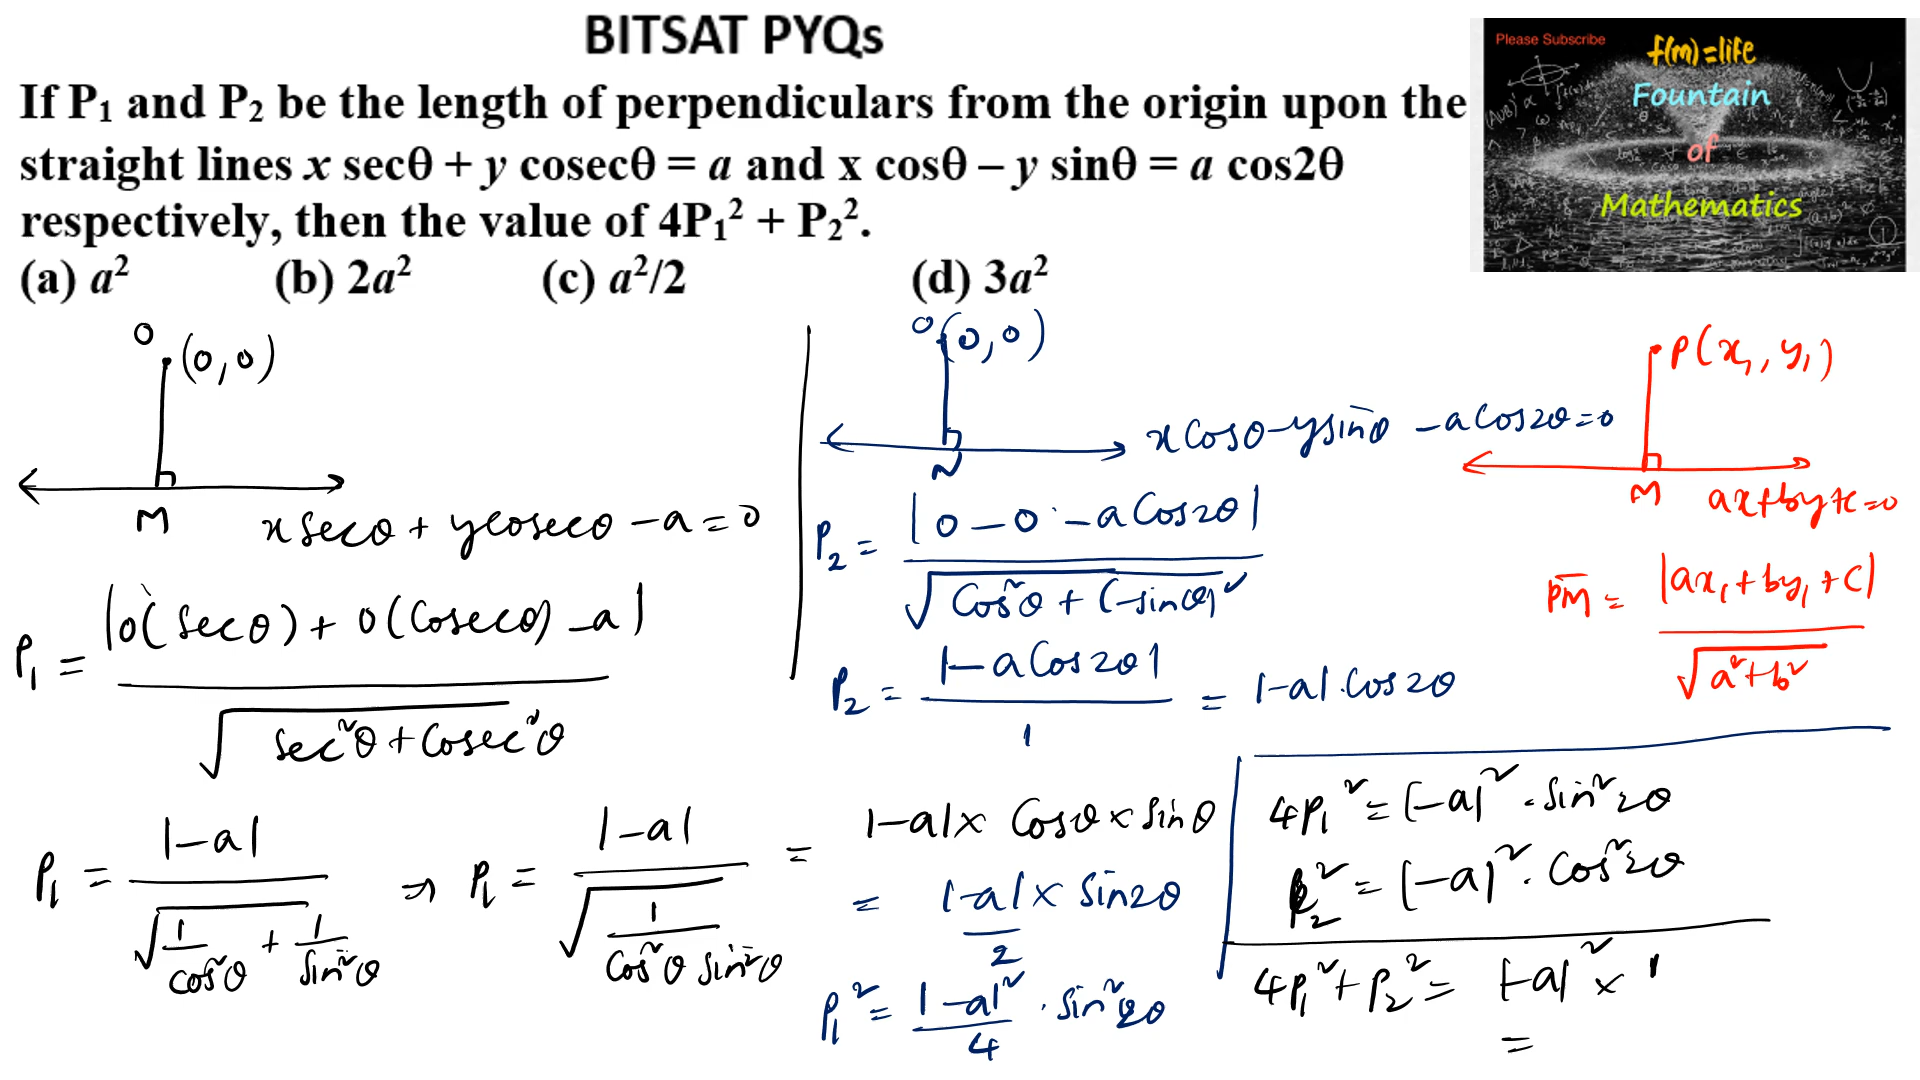 BITSAT PYQs
If P₁ and P₂ be the length of perpendiculars from the origin upon the
straight lines x secθ + y cosecθ = a and x cosθ – y sinθ = a cos2θ
respectively, then the value of 4P₁² + P₂².
(a) a² (b) 2a² (c) a²/2 (d) 3a²
Please Subscribe
f(m)=life
Fountain
of
Mathematics
O (0,0)
M
x secθ + y cosecθ – a = 0
P₁ = |0(secθ) + 0(cosecθ) – a| / √(sec²θ + cosec²θ)
P₁ = |–a| / √(1/cos²θ + 1/sin²θ) ⇒ P₁ = |–a| / √(1/(cos²θ sin²θ)) = |–a| × cosθ × sinθ
= |–a| × sin2θ / 2
P₁² = |–a|²/4 · sin²2θ
O (0,0)
N
x cosθ – y sinθ – a cos2θ = 0
P₂ = |0 – 0 – a cos2θ| / √(cos²θ + (–sinθ)²)
P₂ = |–a cos2θ| / 1 = |–a| · cos2θ
P(x₁, y₁)
M
ax+by+c=0
PM = |ax₁ + by₁ + c| / √(a²+b²)
4P₁² = |–a|² · sin²2θ
P₂² = |–a|² · cos²2θ
4P₁² + P₂² = |–a|² × 1
=